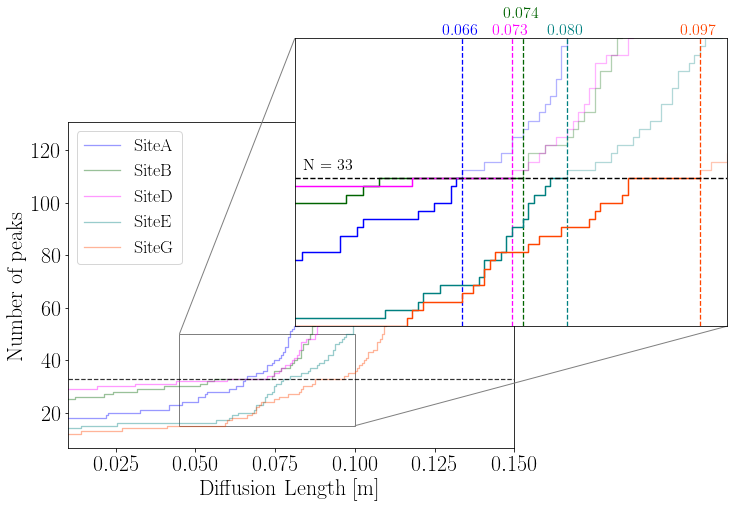 0.074
0.066
0.073
0.080
0.097
N = 33
SiteA
SiteB
SiteD
SiteE
SiteG
Number of peaks
120
100
80
60
40
20
0.025
0.050
0.075
0.100
0.125
0.150
Diffusion Length [m]